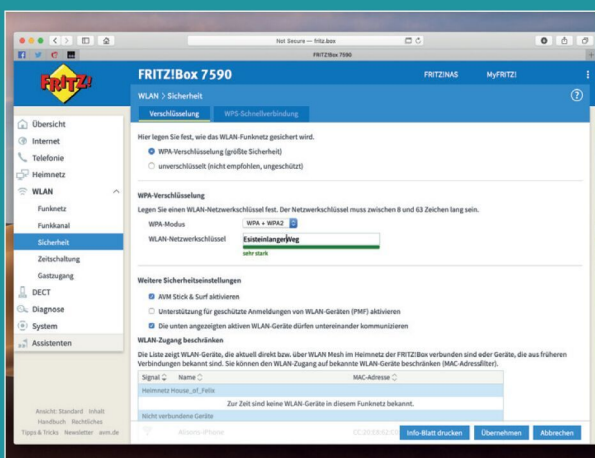 Not Secure — fritz.box
FRITZ!Box 7590
FRITZ!
FRITZ!Box 7590
FRITZ!NAS
MyFRITZ!
WLAN > Sicherheit
Verschlüsselung
WPS-Schnellverbindung
Übersicht
Internet
Telefonie
Heimnetz
WLAN
Funknetz
Funkkanal
Sicherheit
Zeitschaltung
Gastzugang
DECT
Diagnose
System
Assistenten
Ansicht: Standard Inhalt
Handbuch Rechtliches
Tipps & Tricks Newsletter avm.de
Hier legen Sie fest, wie das WLAN-Funknetz gesichert wird.
WPA-Verschlüsselung (größte Sicherheit)
unverschlüsselt (nicht empfohlen, ungeschützt)
WPA-Verschlüsselung
Legen Sie einen WLAN-Netzwerkschlüssel fest. Der Netzwerkschlüssel muss zwischen 8 und 63 Zeichen lang sein.
WPA-Modus WPA + WPA2
WLAN-Netzwerkschlüssel EsisteinlangerWeg
sehr stark
Weitere Sicherheitseinstellungen
AVM Stick & Surf aktivieren
Unterstützung für geschützte Anmeldungen von WLAN-Geräten (PMF) aktivieren
Die unten angezeigten aktiven WLAN-Geräte dürfen untereinander kommunizieren
WLAN-Zugang beschränken
Die Liste zeigt WLAN-Geräte, die aktuell direkt bzw. über WLAN Mesh im Heimnetz der FRITZ!Box verbunden sind oder Geräte, die aus früheren
Verbindungen bekannt sind. Sie können den WLAN-Zugang auf bekannte WLAN-Geräte beschränken (MAC-Adressfilter).
Signal Name MAC-Adresse
Heimnetz House_of_Felle
Zur Zeit sind keine WLAN-Geräte in diesem Funknetz bekannt.
Nicht verbundene Geräte
Info-Blatt drucken
Übernehmen
Abbrechen